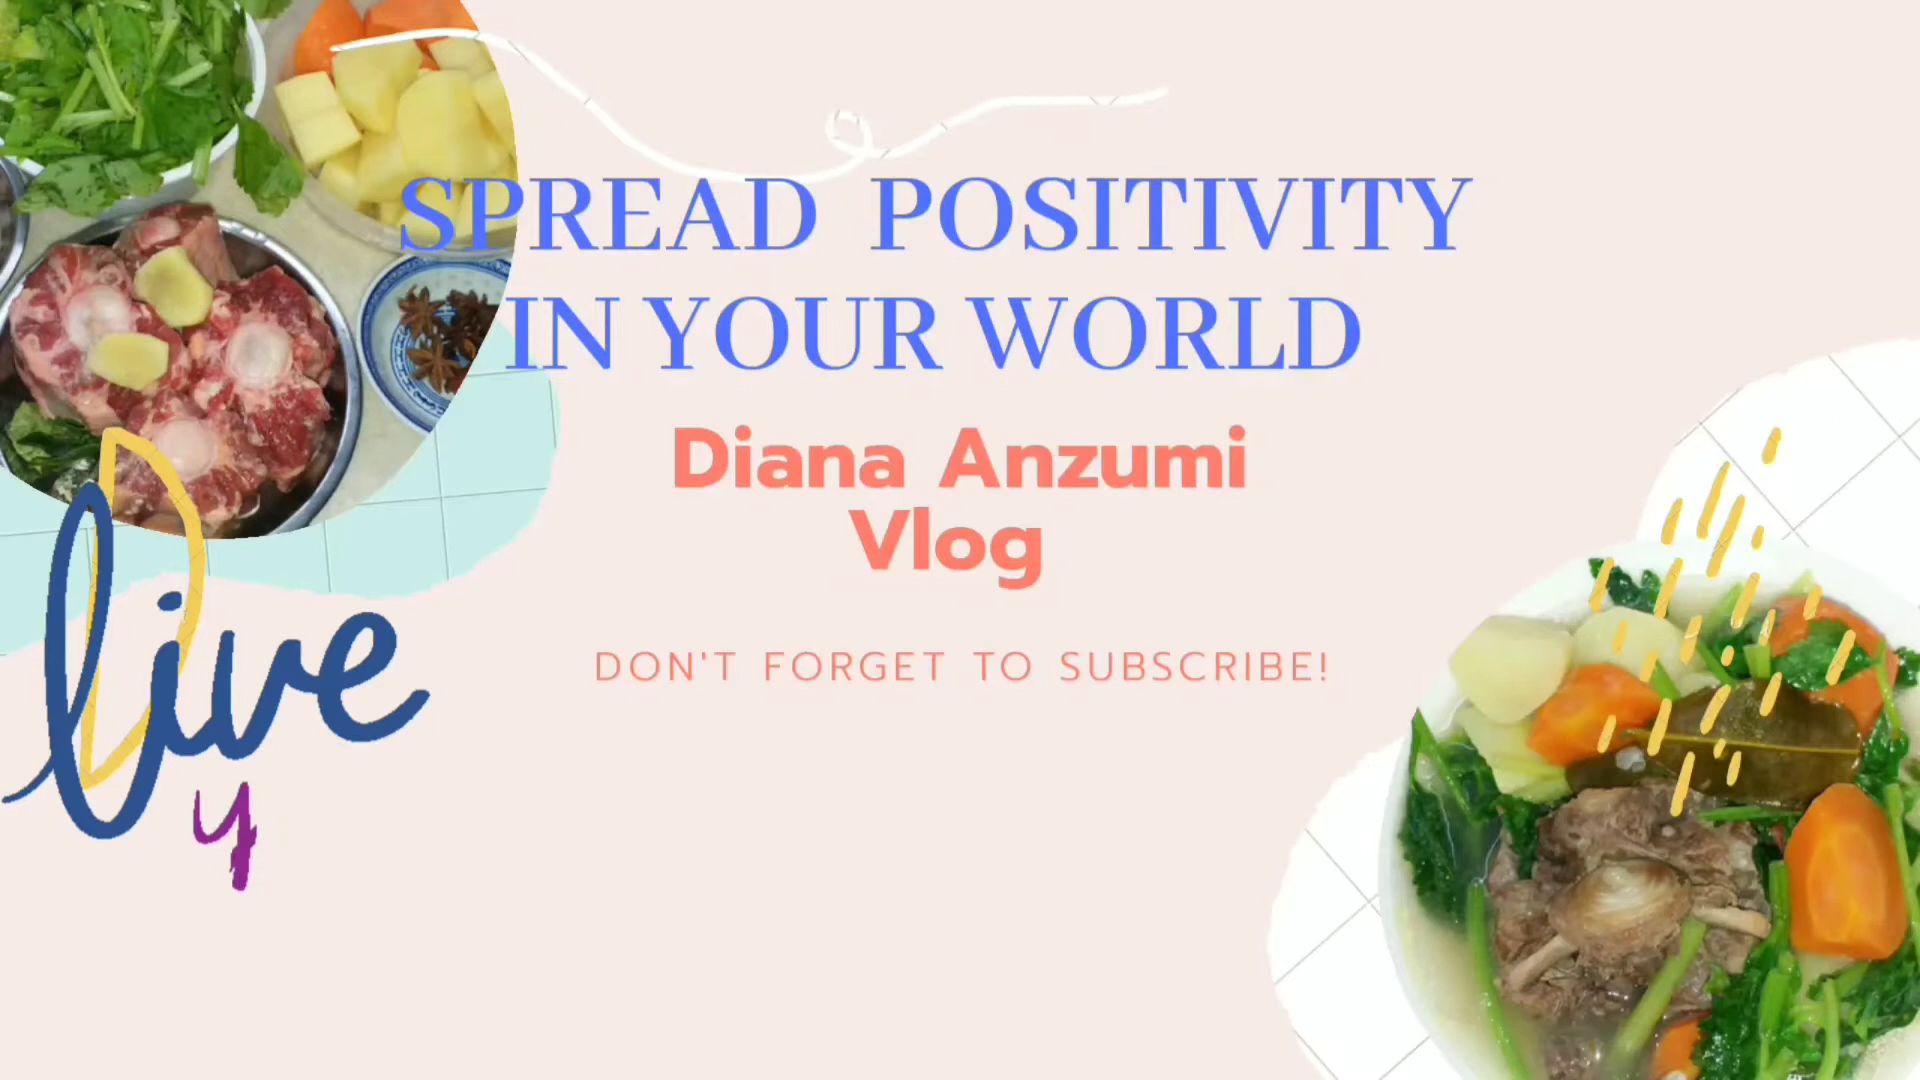 SPREAD POSITIVITY
IN YOUR WORLD
Diana Anzumi
Vlog
DON'T FORGET TO SUBSCRIBE!
live
y